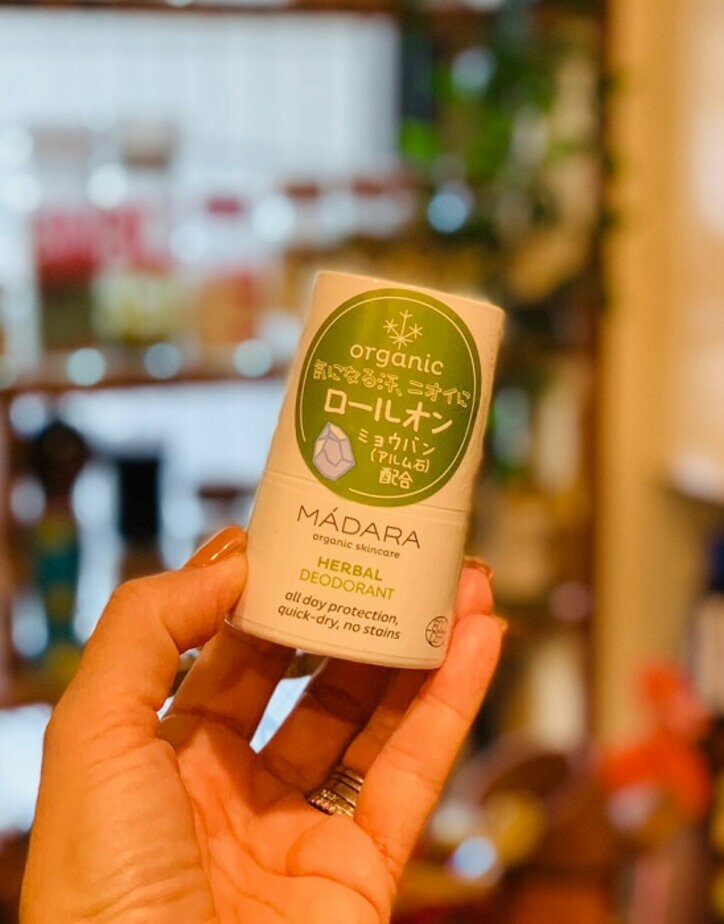 organic
気になる汗、ニオイに
ロールオン
ミョウバン
(アルム石)
配合
MÁDARA
organic skincare
HERBAL
DEODORANT
all day protection,
quick-dry, no stains